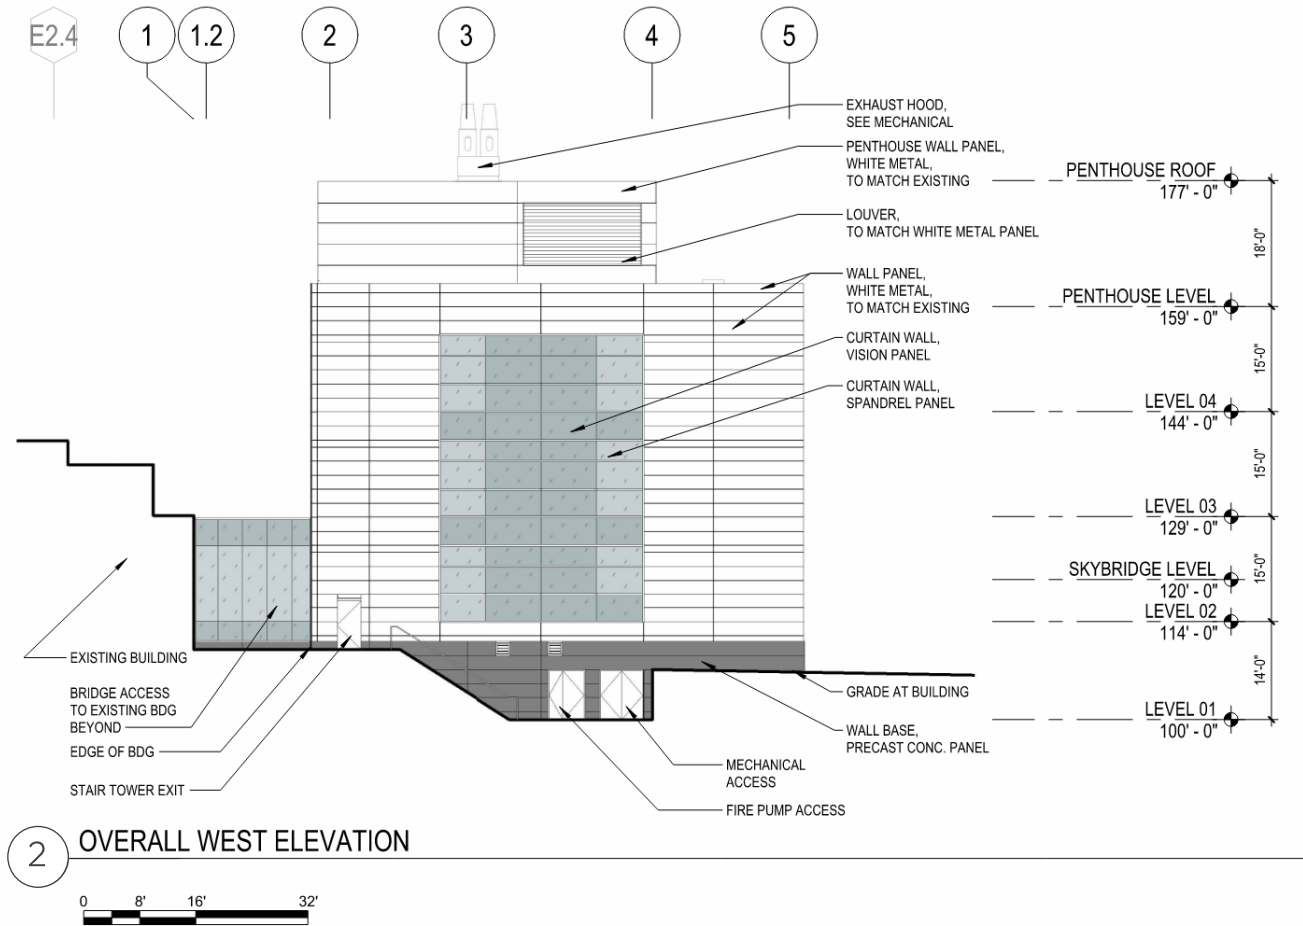 E2.4
1
1.2
2
3
4
5
EXHAUST HOOD,
SEE MECHANICAL
PENTHOUSE WALL PANEL,
WHITE METAL,
TO MATCH EXISTING
LOUVER,
TO MATCH WHITE METAL PANEL
WALL PANEL,
WHITE METAL,
TO MATCH EXISTING
CURTAIN WALL,
VISION PANEL
CURTAIN WALL,
SPANDREL PANEL
PENTHOUSE ROOF
177' - 0"
18'-0"
PENTHOUSE LEVEL
159' - 0"
15'-0"
LEVEL 04
144' - 0"
15'-0"
LEVEL 03
129' - 0"
15'-0"
SKYBRIDGE LEVEL
120' - 0"
LEVEL 02
114' - 0"
14'-0"
LEVEL 01
100' - 0"
EXISTING BUILDING
BRIDGE ACCESS
TO EXISTING BDG
BEYOND
EDGE OF BDG
STAIR TOWER EXIT
GRADE AT BUILDING
WALL BASE,
PRECAST CONC. PANEL
MECHANICAL
ACCESS
FIRE PUMP ACCESS
2
OVERALL WEST ELEVATION
0 8' 16' 32'